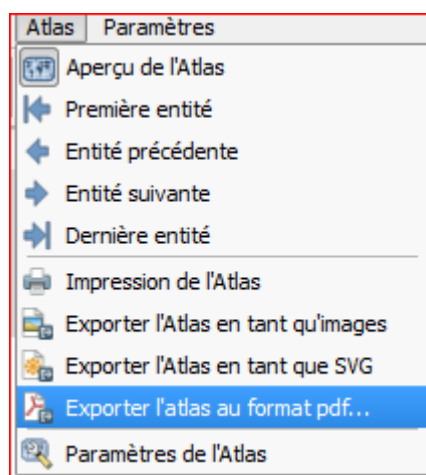 Atlas Paramètres
Aperçu de l'Atlas
Première entité
Entité précédente
Entité suivante
Dernière entité
Impression de l'Atlas
Exporter l'Atlas en tant qu'images
Exporter l'Atlas en tant que SVG
Exporter l'atlas au format pdf...
Paramètres de l'Atlas